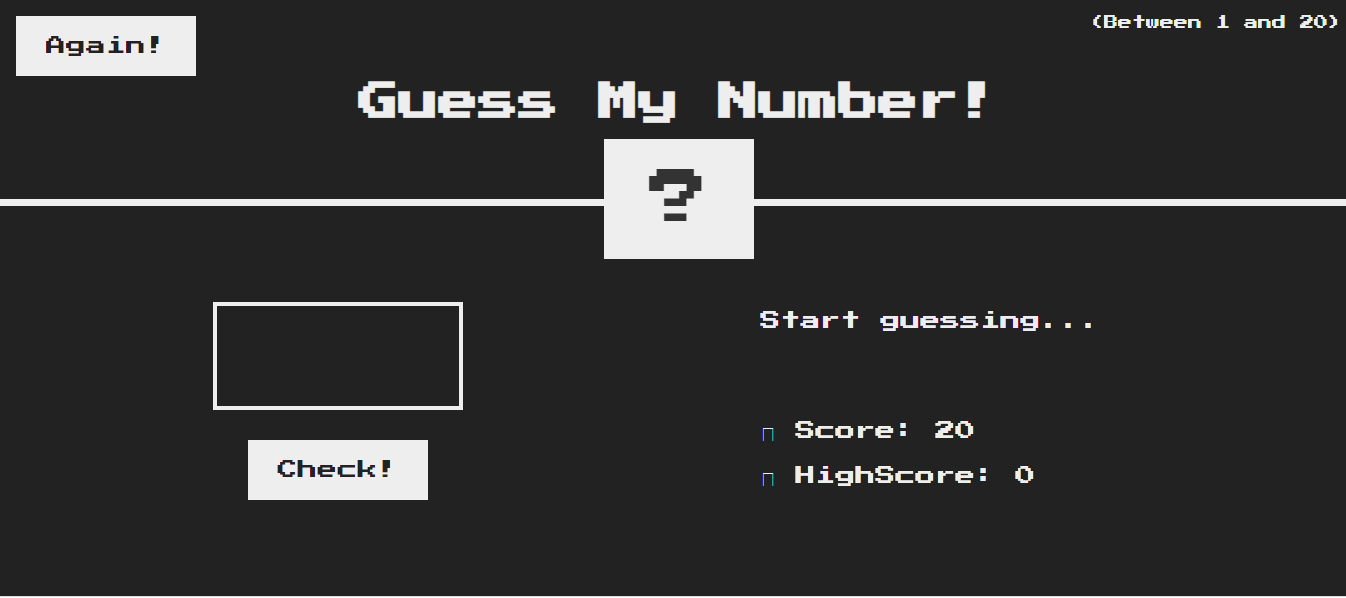 Again!
(Between 1 and 20)
Guess My Number!
?
Start guessing...
Score: 20
Check!
HighScore: 0